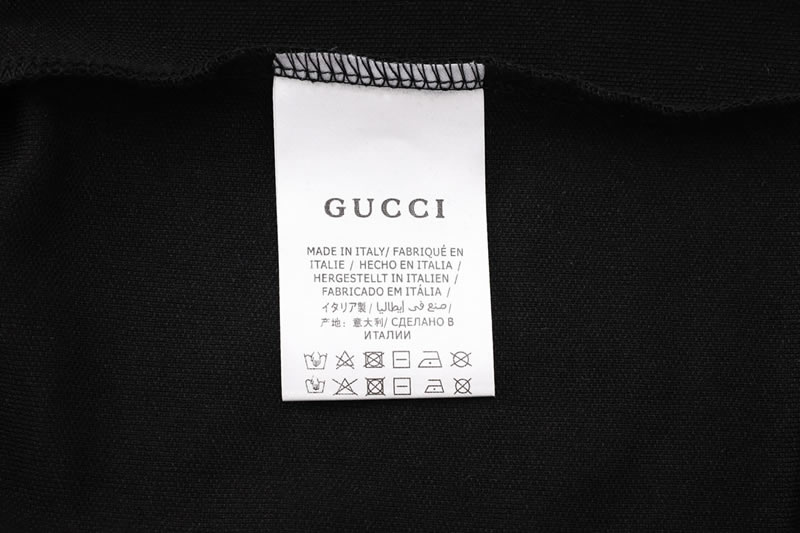 GUCCI
MADE IN ITALY/ FABRIQUÉ EN
ITALIE / HECHO EN ITALIA /
HERGESTELLT IN ITALIEN /
FABRICADO EM ITÁLIA /
イタリア製 / صنع في إيطاليا /
产地: 意大利/ СДЕЛАНО В
ИТАЛИИ